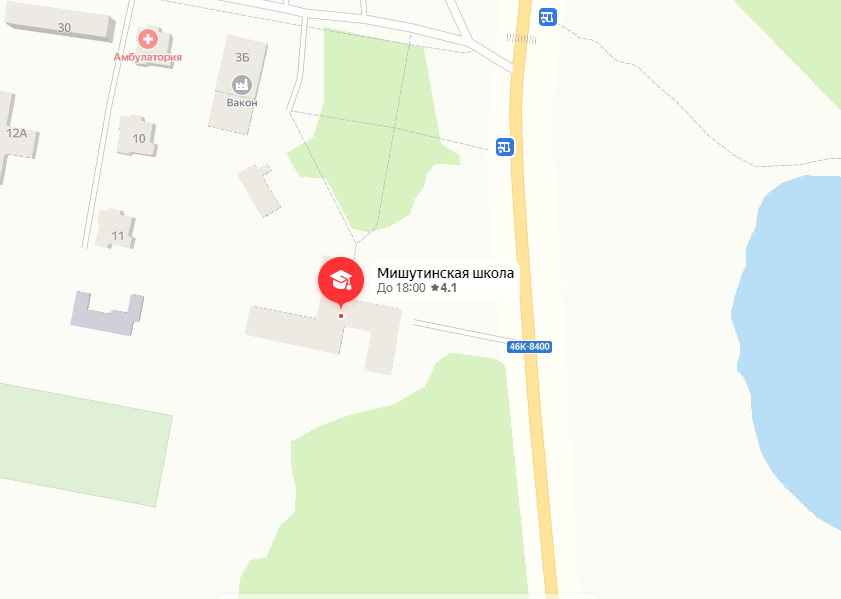 30
Амбулатория
3Б
Вакон
12А
10
11
Мишутинская школа
До 18:00 ★4.1
46К-8400